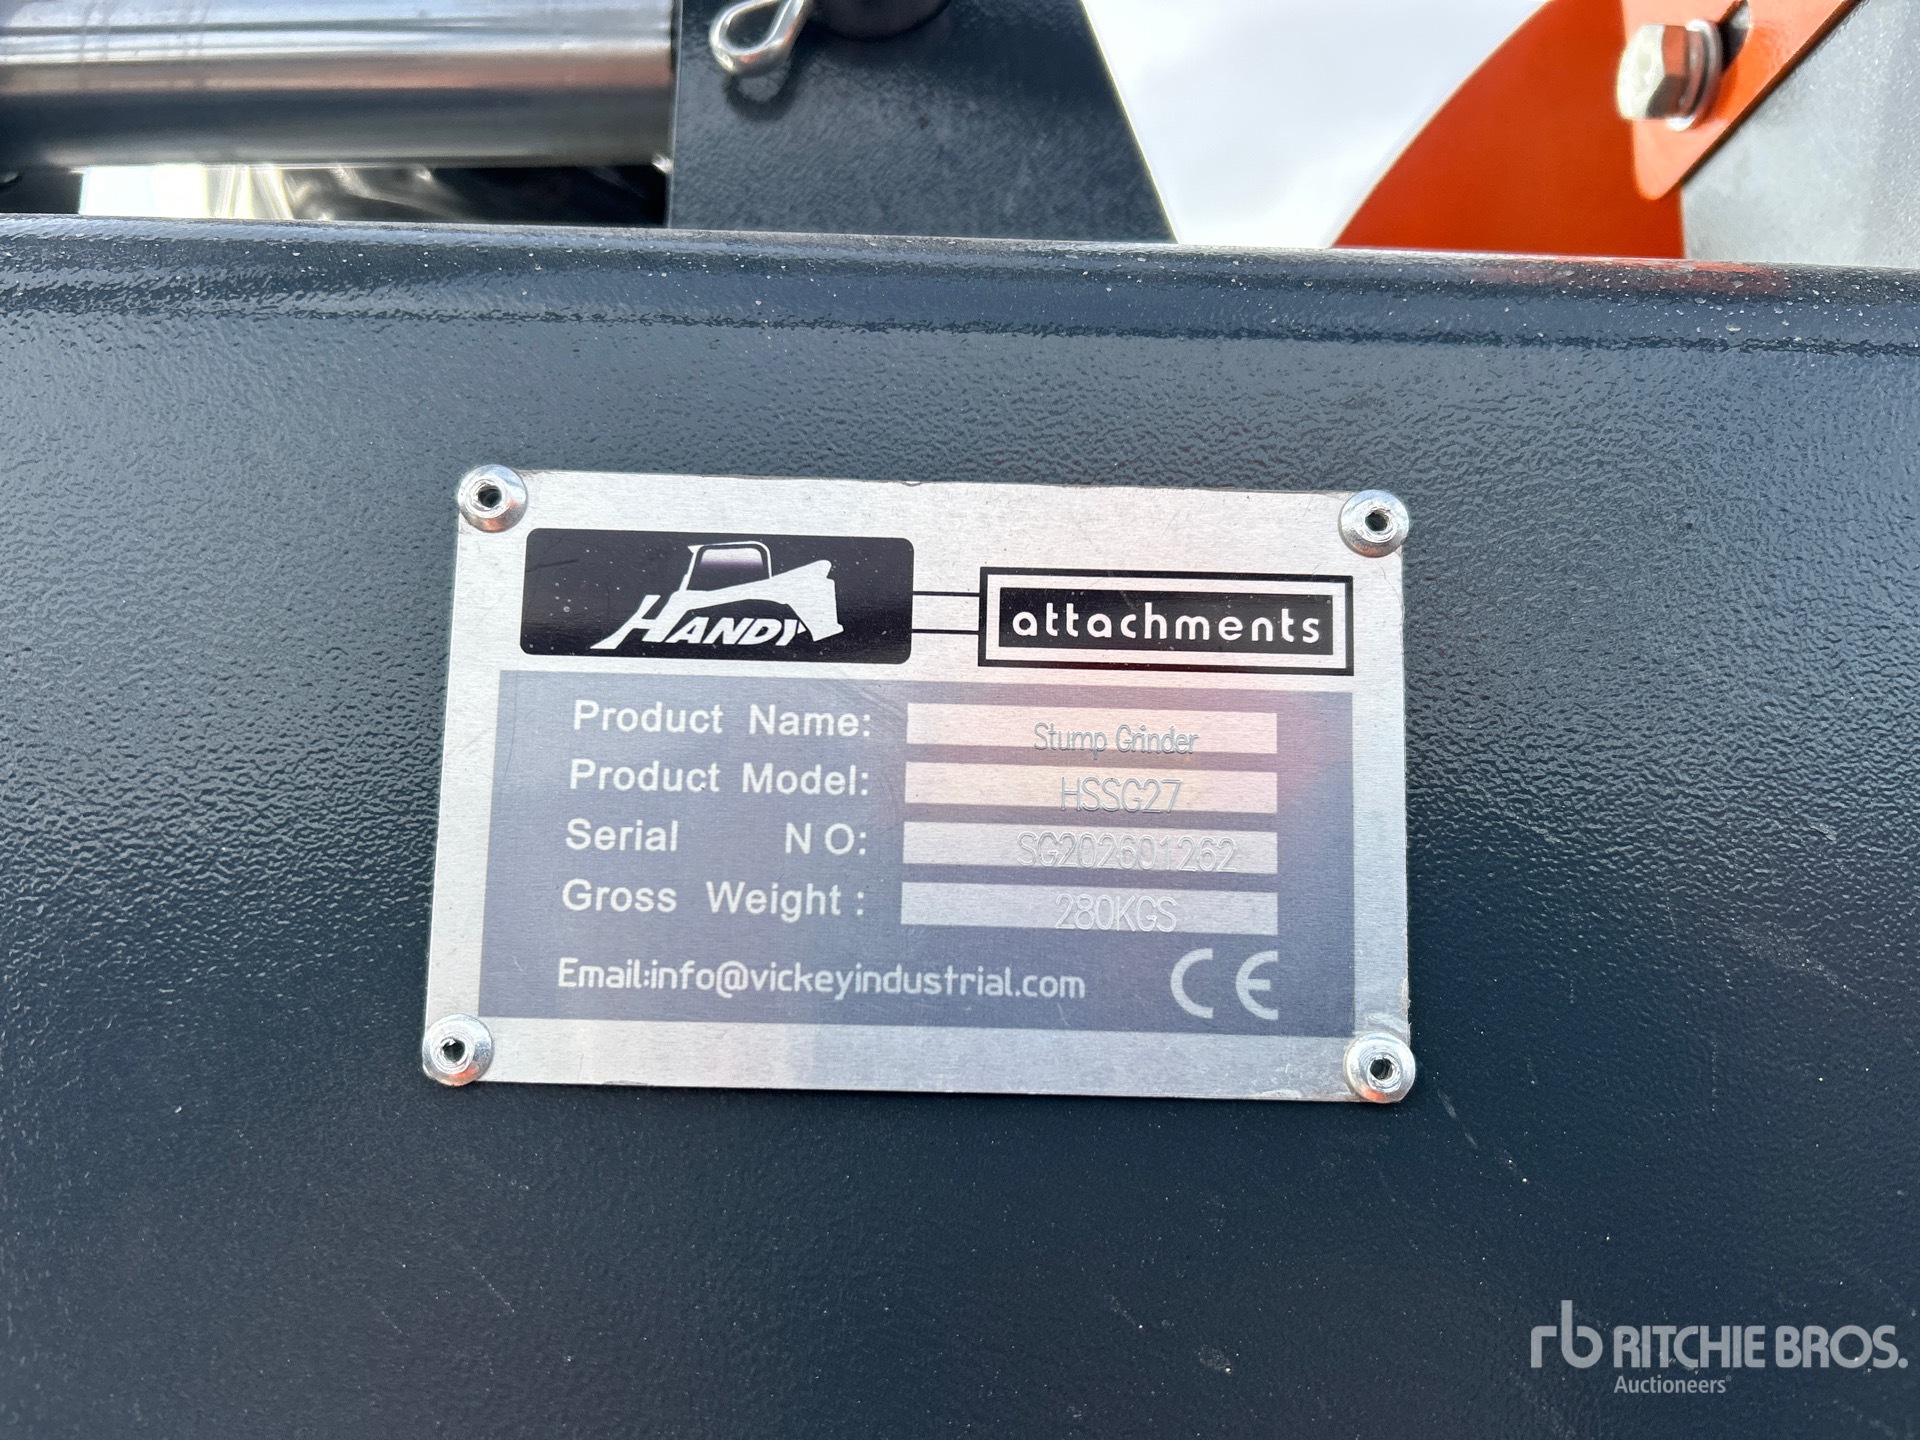 HANDY attachments
Product Name: Stump Grinder
Product Model: HSSG27
Serial NO: SG202601262
Gross Weight: 280KGS
Email:info@vickeyindustrial.com CE
rb RITCHIE BROS.
Auctioneers